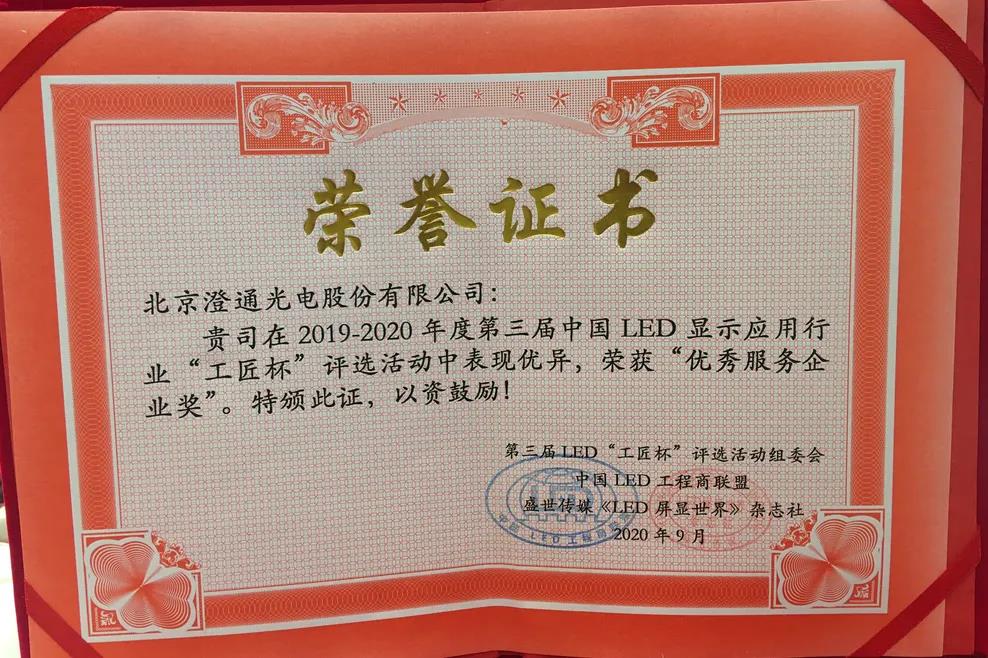 荣誉证书
北京澄通光电股份有限公司：
贵司在 2019-2020 年度第三届中国 LED 显示应用行
业“工匠杯”评选活动中表现优异，荣获“优秀服务企
业奖”。特颁此证，以资鼓励！
第三届 LED“工匠杯”评选活动组委会
中国 LED 工程商联盟
盛世传媒《LED 屏显世界》杂志社
2020 年 9 月